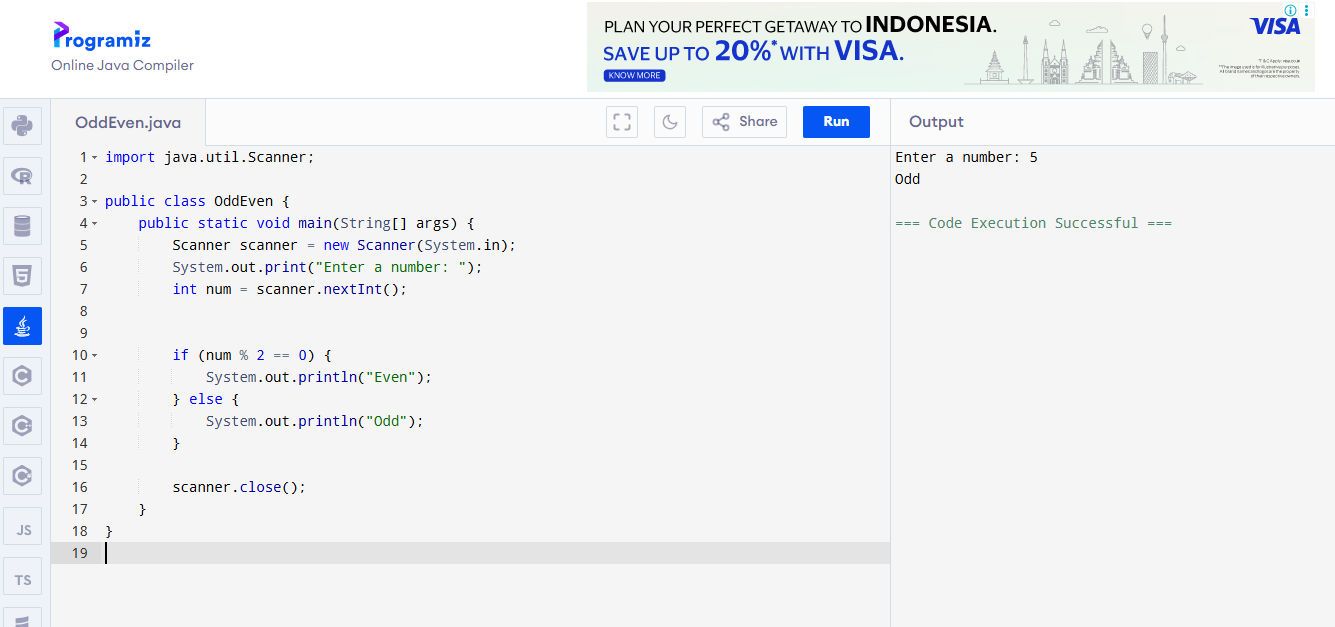 Programiz
Online Java Compiler
PLAN YOUR PERFECT GETAWAY TO INDONESIA.
SAVE UP TO 20%* WITH VISA.
KNOW MORE
VISA
OddEven.java
Share
Run
Output
1 import java.util.Scanner;
2
3 public class OddEven {
4     public static void main(String[] args) {
5         Scanner scanner = new Scanner(System.in);
6         System.out.print("Enter a number: ");
7         int num = scanner.nextInt();
8
9
10         if (num % 2 == 0) {
11             System.out.println("Even");
12         } else {
13             System.out.println("Odd");
14         }
15
16         scanner.close();
17     }
18 }
19
Enter a number: 5
Odd
=== Code Execution Successful ===
JS
TS